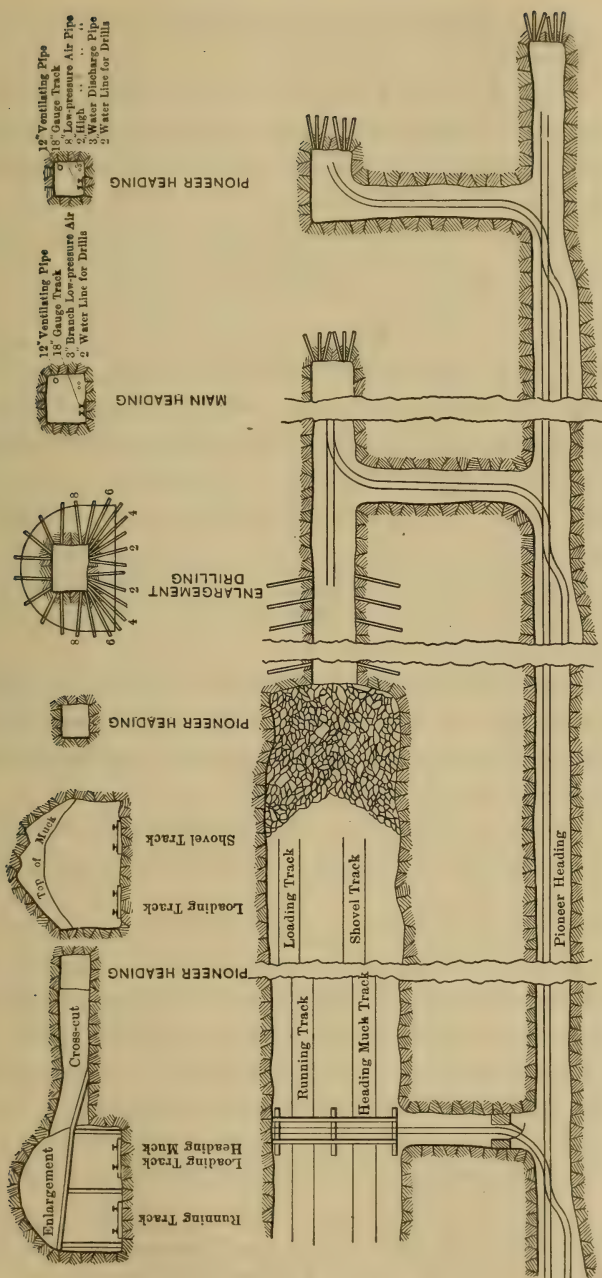 Enlargement
Cross-cut
Running Track
Loading Track
Heading Muck
PIONEER HEADING
Top of Muck
Loading Track
Shovel Track
PIONEER HEADING
8
6
4
2
2
4
6
8
ENLARGEMENT
DRILLING
12" Ventilating Pipe
18" Gauge Track
3" Branch Low-pressure Air
2" Water Line for Drills
MAIN HEADING
12" Ventilating Pipe
18" Gauge Track
8" Low-pressure Air Pipe
2" High " " "
3" Water Discharge Pipe
2" Water Line for Drills
PIONEER HEADING
Running Track
Heading Muck Track
Loading Track
Shovel Track
Pioneer Heading